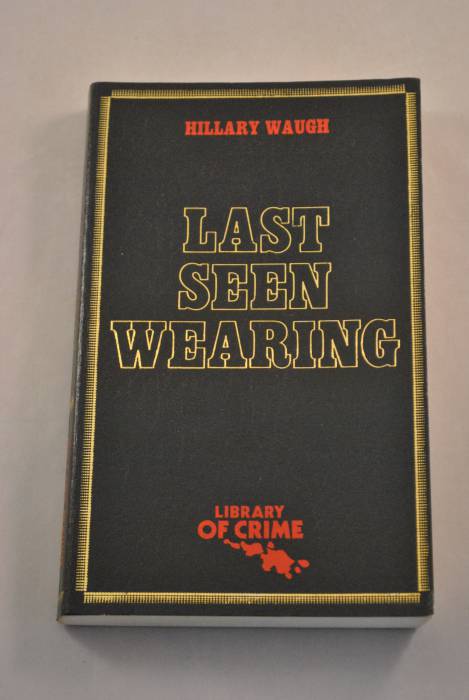 HILLARY WAUGH
LAST
SEEN
WEARING
LIBRARY
OF CRIME